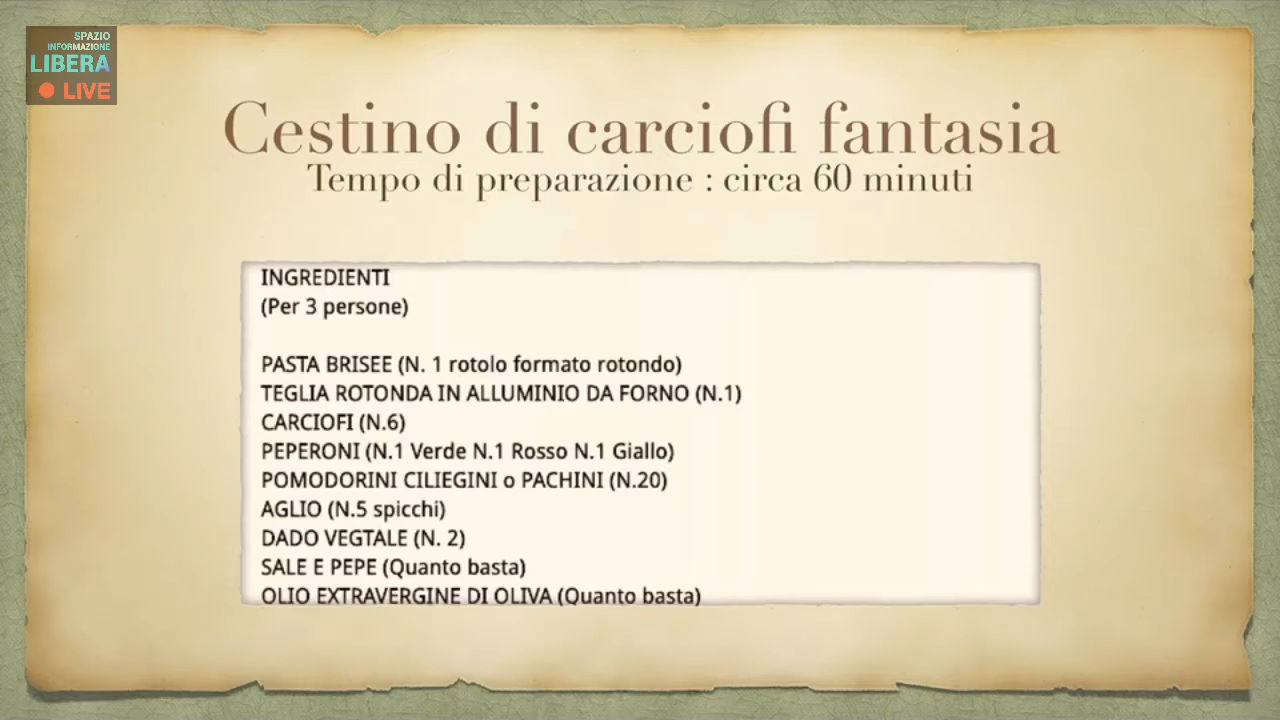 SPAZIO
INFORMAZIONE
LIBERA
LIVE
Cestino di carciofi fantasia
Tempo di preparazione : circa 60 minuti
INGREDIENTI
(Per 3 persone)
PASTA BRISEE (N. 1 rotolo formato rotondo)
TEGLIA ROTONDA IN ALLUMINIO DA FORNO (N.1)
CARCIOFI (N.6)
PEPERONI (N.1 Verde N.1 Rosso N.1 Giallo)
POMODORINI CILIEGINI o PACHINI (N.20)
AGLIO (N.5 spicchi)
DADO VEGTALE (N. 2)
SALE E PEPE (Quanto basta)
OLIO EXTRAVERGINE DI OLIVA (Quanto basta)